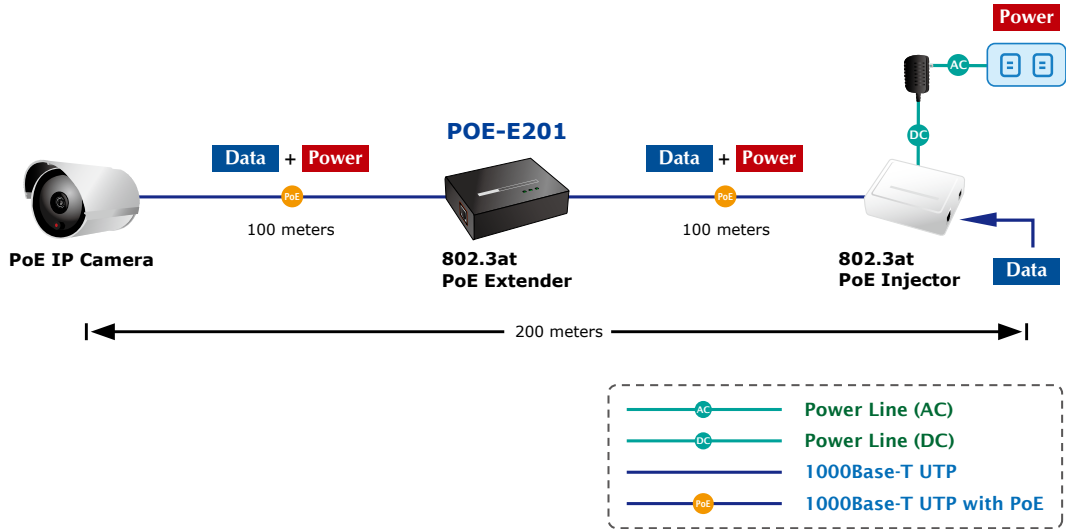 Power
AC
DC
POE-E201
Data + Power
Data + Power
PoE
PoE
100 meters
100 meters
PoE IP Camera
802.3at
PoE Extender
802.3at
PoE Injector
Data
200 meters
AC Power Line (AC)
DC Power Line (DC)
1000Base-T UTP
PoE 1000Base-T UTP with PoE